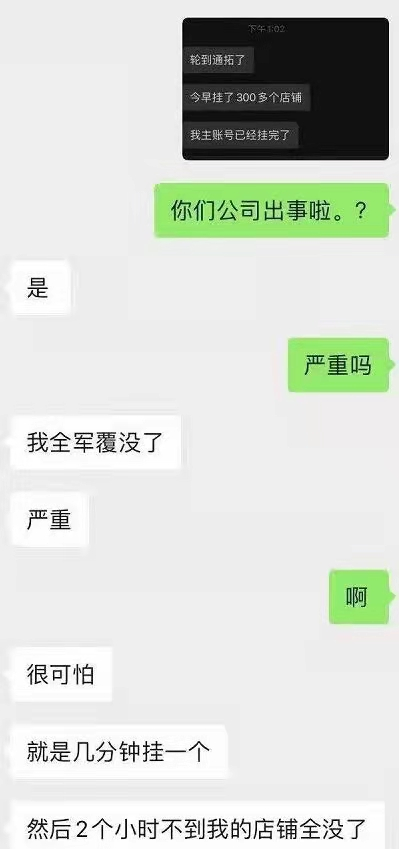 下午1:02
轮到通拓了
今早挂了300多个店铺
我主账号已经挂完了
你们公司出事啦。?
是
严重吗
我全军覆没了
严重
啊
很可怕
就是几分钟挂一个
然后2个小时不到我的店铺全没了